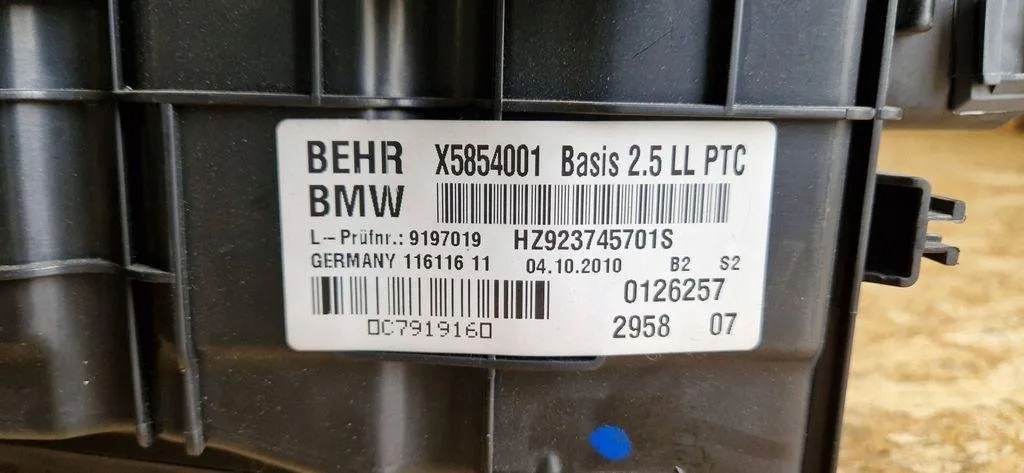 BEHR X5854001 Basis 2.5 LL PTC
BMW
L-Prüfnr.: 9197019 HZ923745701S
GERMANY 116116 11 04.10.2010 B2 S2
0126257
▯C791916▯
2958 07